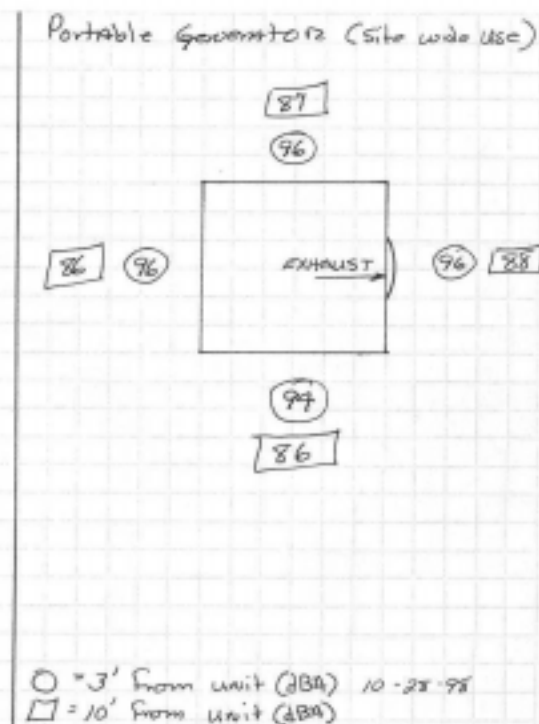 Portable Generator (Site wide use)
87
96
86 96 EXHAUST 96 88
94
86
○ = 3' from unit (dBA) 10-28-98
□ = 10' from unit (dBA)